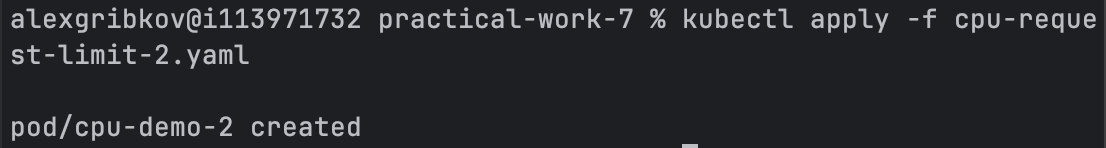 alexgribkov@i113971732 practical-work-7 % kubectl apply -f cpu-reque
st-limit-2.yaml
pod/cpu-demo-2 created